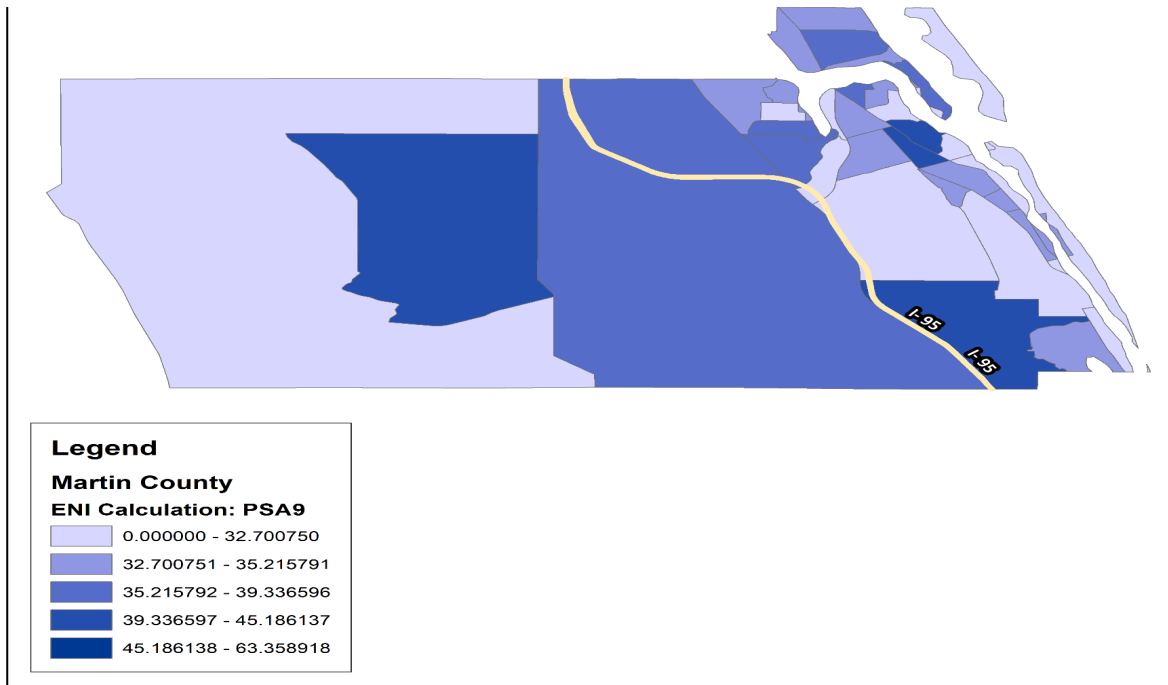 I-95
I-95
Legend
Martin County
ENI Calculation: PSA9
0.000000 - 32.700750
32.700751 - 35.215791
35.215792 - 39.336596
39.336597 - 45.186137
45.186138 - 63.358918